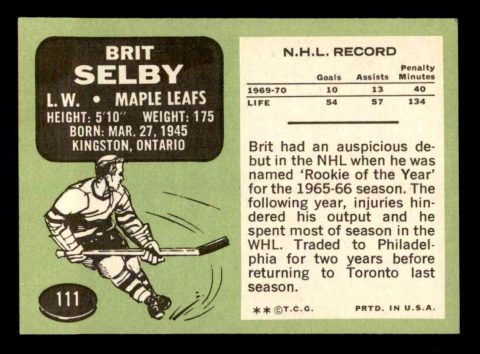 BRIT
SELBY
L.W. • MAPLE LEAFS
HEIGHT: 5'10" WEIGHT: 175
BORN: MAR. 27, 1945
KINGSTON, ONTARIO
111
N.H.L. RECORD
Goals Assists Penalty Minutes
1969-70 10 13 40
LIFE 54 57 134
Brit had an auspicious de-
but in the NHL when he was
named 'Rookie of the Year'
for the 1965-66 season. The
following year, injuries hin-
dered his output and he
spent most of season in the
WHL. Traded to Philadel-
phia for two years before
returning to Toronto last
season.
**©T.C.G. PRTD. IN U.S.A.